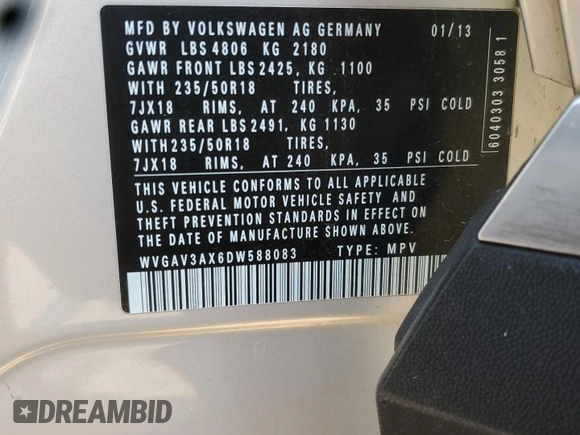 MFD BY VOLKSWAGEN AG GERMANY 01/13
GVWR LBS 4806 KG 2180
GAWR FRONT LBS 2425, KG 1100
WITH 235/50R18 TIRES,
7JX18 RIMS, AT 240 KPA, 35 PSI COLD
GAWR REAR LBS 2491, KG 1130
WITH 235/50R18 TIRES,
7JX18 RIMS, AT 240 KPA, 35 PSI COLD
THIS VEHICLE CONFORMS TO ALL APPLICABLE
U.S. FEDERAL MOTOR VEHICLE SAFETY AND
THEFT PREVENTION STANDARDS IN EFFECT ON
THE DATE OF MANUFACTURE SHOWN ABOVE.
WVGAV3AX6DW588083 TYPE: MPV
6040303 3058 1
DREAMBID